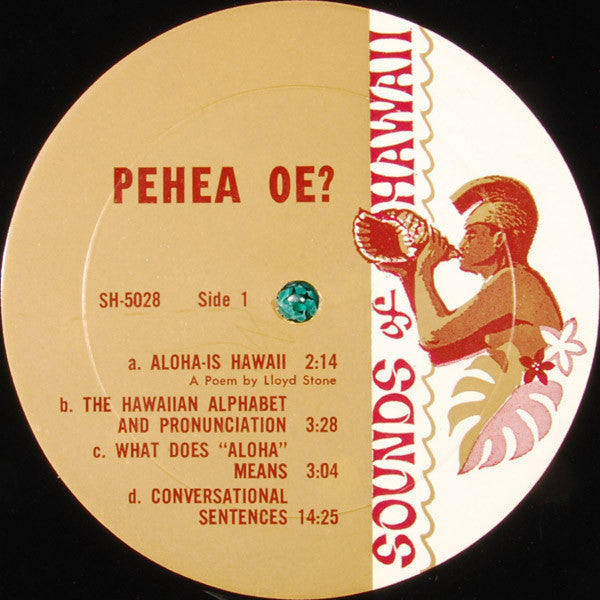 PEHEA OE?
SH-5028 Side 1
a. ALOHA-IS HAWAII 2:14
A Poem by Lloyd Stone
b. THE HAWAIIAN ALPHABET
AND PRONUNCIATION 3:28
c. WHAT DOES “ALOHA”
MEANS 3:04
d. CONVERSATIONAL
SENTENCES 14:25
SOUNDS of HAWAII